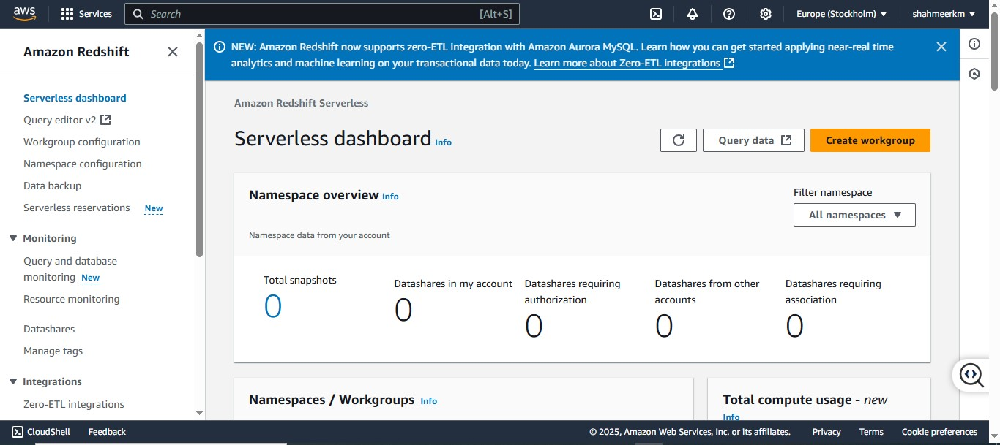 aws
Services
Search
[Alt+S]
Europe (Stockholm)
shahmeerkm
Amazon Redshift
Serverless dashboard
Query editor v2
Workgroup configuration
Namespace configuration
Data backup
Serverless reservations New
Monitoring
Query and database
monitoring New
Resource monitoring
Datashares
Manage tags
Integrations
Zero-ETL integrations
NEW: Amazon Redshift now supports zero-ETL integration with Amazon Aurora MySQL. Learn how you can get started applying near-real time
analytics and machine learning on your transactional data today. Learn more about Zero-ETL integrations
Amazon Redshift Serverless
Serverless dashboard Info
Query data
Create workgroup
Namespace overview Info
Filter namespace
All namespaces
Namespace data from your account
Total snapshots
0
Datashares in my account
0
Datashares requiring
authorization
0
Datashares from other
accounts
0
Datashares requiring
association
0
Namespaces / Workgroups Info
Total compute usage - new
Info
CloudShell
Feedback
© 2025, Amazon Web Services, Inc. or its affiliates.
Privacy
Terms
Cookie preferences